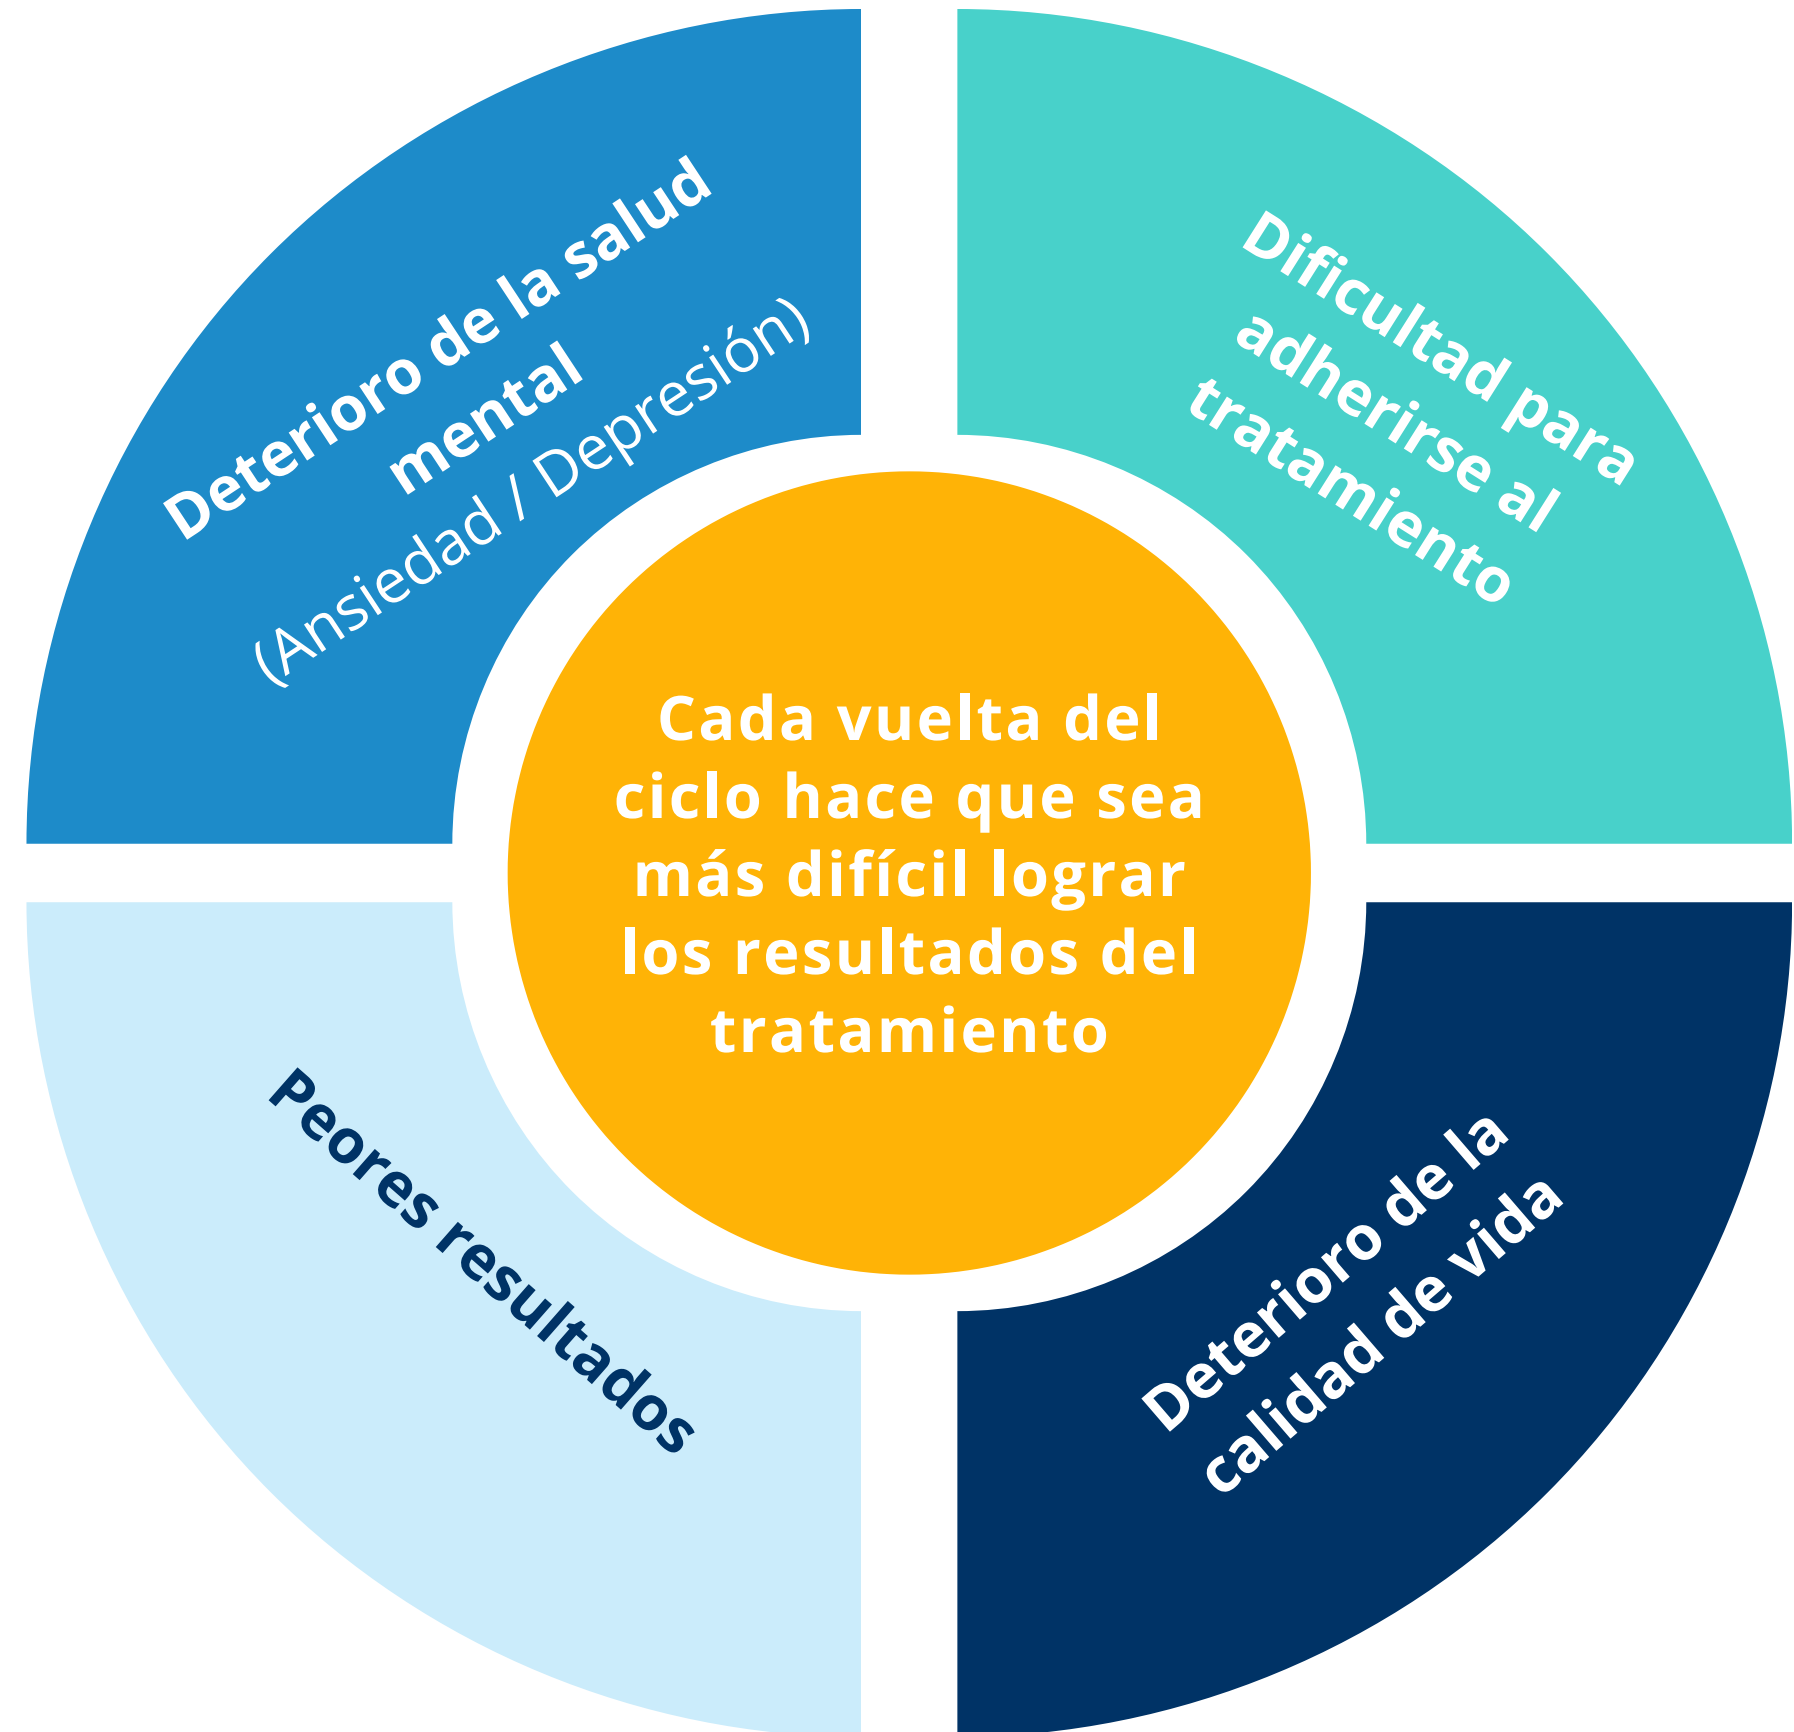 Deterioro de la salud
mental
(Ansiedad / Depresión)
Dificultad para
adherirse al
tratamiento
Cada vuelta del
ciclo hace que sea
más difícil lograr
los resultados del
tratamiento
Peores resultados
Deterioro de la
calidad de vida